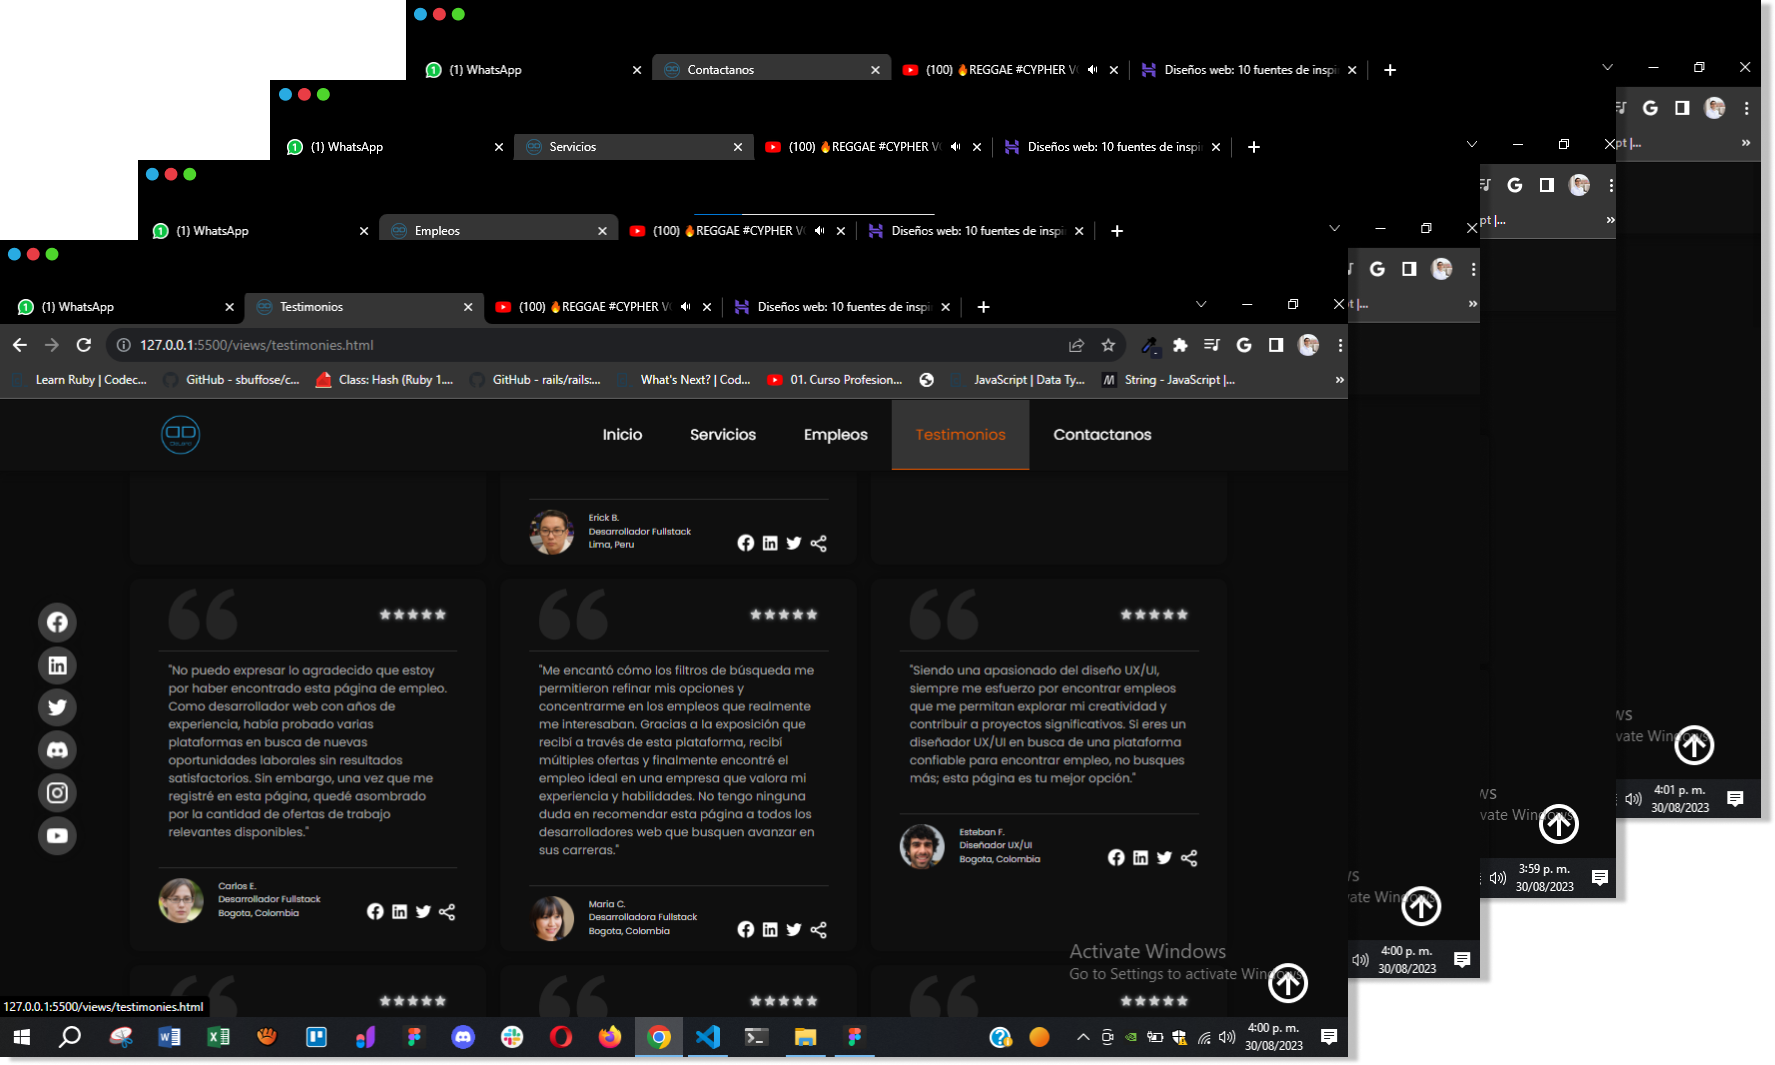 (1) WhatsApp
Contactanos
(100) 🔥REGGAE #CYPHER V
Diseños web: 10 fuentes de inspi
pt |...
»
(1) WhatsApp
Servicios
(100) 🔥REGGAE #CYPHER V
Diseños web: 10 fuentes de inspi
pt |...
»
(1) WhatsApp
Empleos
(100) 🔥REGGAE #CYPHER V
Diseños web: 10 fuentes de inspi
t |...
»
(1) WhatsApp
Testimonios
(100) 🔥REGGAE #CYPHER V
Diseños web: 10 fuentes de inspi
127.0.0.1:5500/views/testimonies.html
Learn Ruby | Codec...
GitHub - sbuffose/c...
Class: Hash (Ruby 1....
GitHub - rails/rails:...
What's Next? | Cod...
01. Curso Profesion...
JavaScript | Data Ty...
String - JavaScript |...
»
Inicio
Servicios
Empleos
Testimonios
Contactanos
Erick B.
Desarrollador Fullstack
Lima, Peru
★★★★★
"No puedo expresar lo agradecido que estoy
por haber encontrado esta página de empleo.
Como desarrollador web con años de
experiencia, había probado varias
plataformas en busca de nuevas
oportunidades laborales sin resultados
satisfactorios. Sin embargo, una vez que me
registré en esta página, quedé asombrado
por la cantidad de ofertas de trabajo
relevantes disponibles."
Carlos E.
Desarrollador Fullstack
Bogota, Colombia
★★★★★
"Me encantó cómo los filtros de búsqueda me
permitieron refinar mis opciones y
concentrarme en los empleos que realmente
me interesaban. Gracias a la exposición que
recibí a través de esta plataforma, recibí
múltiples ofertas y finalmente encontré el
empleo ideal en una empresa que valora mi
experiencia y habilidades. No tengo ninguna
duda en recomendar esta página a todos los
desarrolladores web que busquen avanzar en
sus carreras."
Maria C.
Desarrolladora Fullstack
Bogota, Colombia
★★★★★
"Siendo una apasionado del diseño UX/UI,
siempre me esfuerzo por encontrar empleos
que me permitan explorar mi creatividad y
contribuir a proyectos significativos. Si eres un
diseñador UX/UI en busca de una plataforma
confiable para encontrar empleo, no busques
más; esta página es tu mejor opción."
Esteban F.
Diseñador UX/UI
Bogota, Colombia
★★★★★
★★★★★
★★★★★
Activate Windows
Go to Settings to activate Windows.
127.0.0.1:5500/views/testimonies.html
4:00 p. m.
30/08/2023
ws
vate Windows
4:01 p. m.
30/08/2023
ws
vate Windows
3:59 p. m.
30/08/2023
vs
ate Windows
4:00 p. m.
30/08/2023